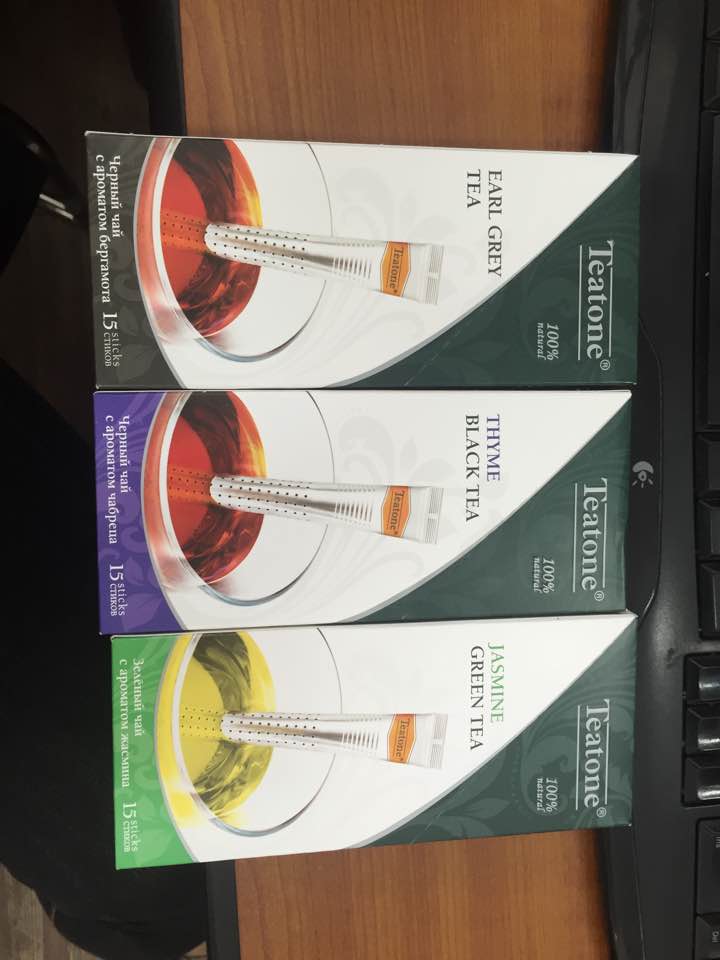 Ins
Del
Teatone®
100%
natural
EARL GREY
TEA
Teatone®
Черный чай
с ароматом бергамота
15 sticks
стиков
Teatone®
100%
natural
THYME
BLACK TEA
Teatone®
Черный чай
с ароматом чабреца
15 sticks
стиков
Teatone®
100%
natural
JASMINE
GREEN TEA
Teatone®
Зелёный чай
с ароматом жасмина
15 sticks
стиков